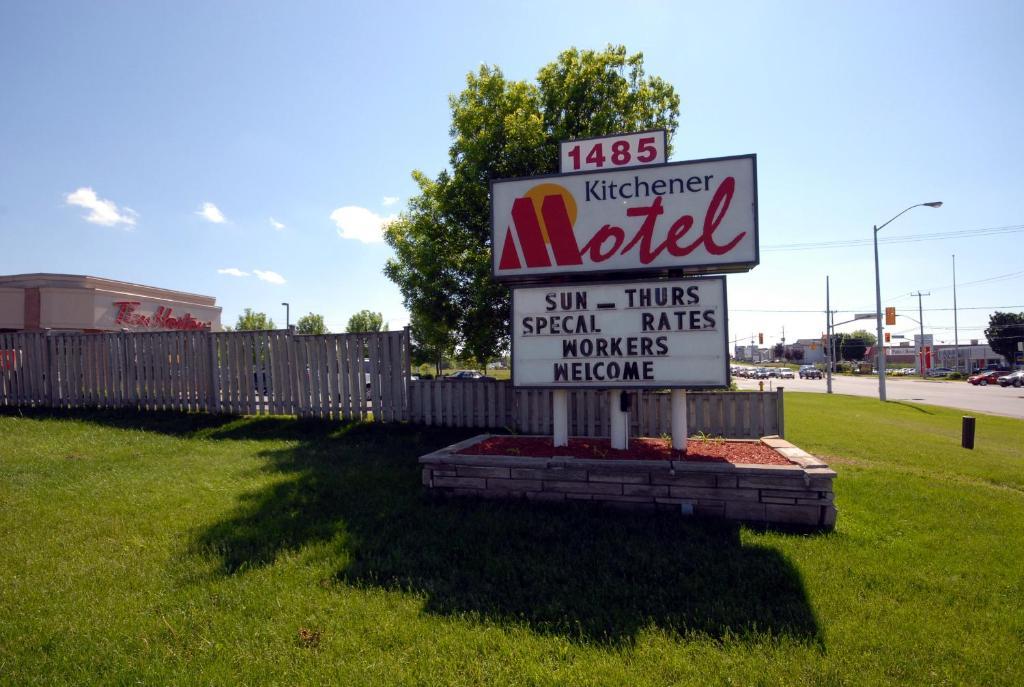 1485
Kitchener
Motel
SUN _ THURS
SPECAL RATES
WORKERS
WELCOME
Tim Hortons